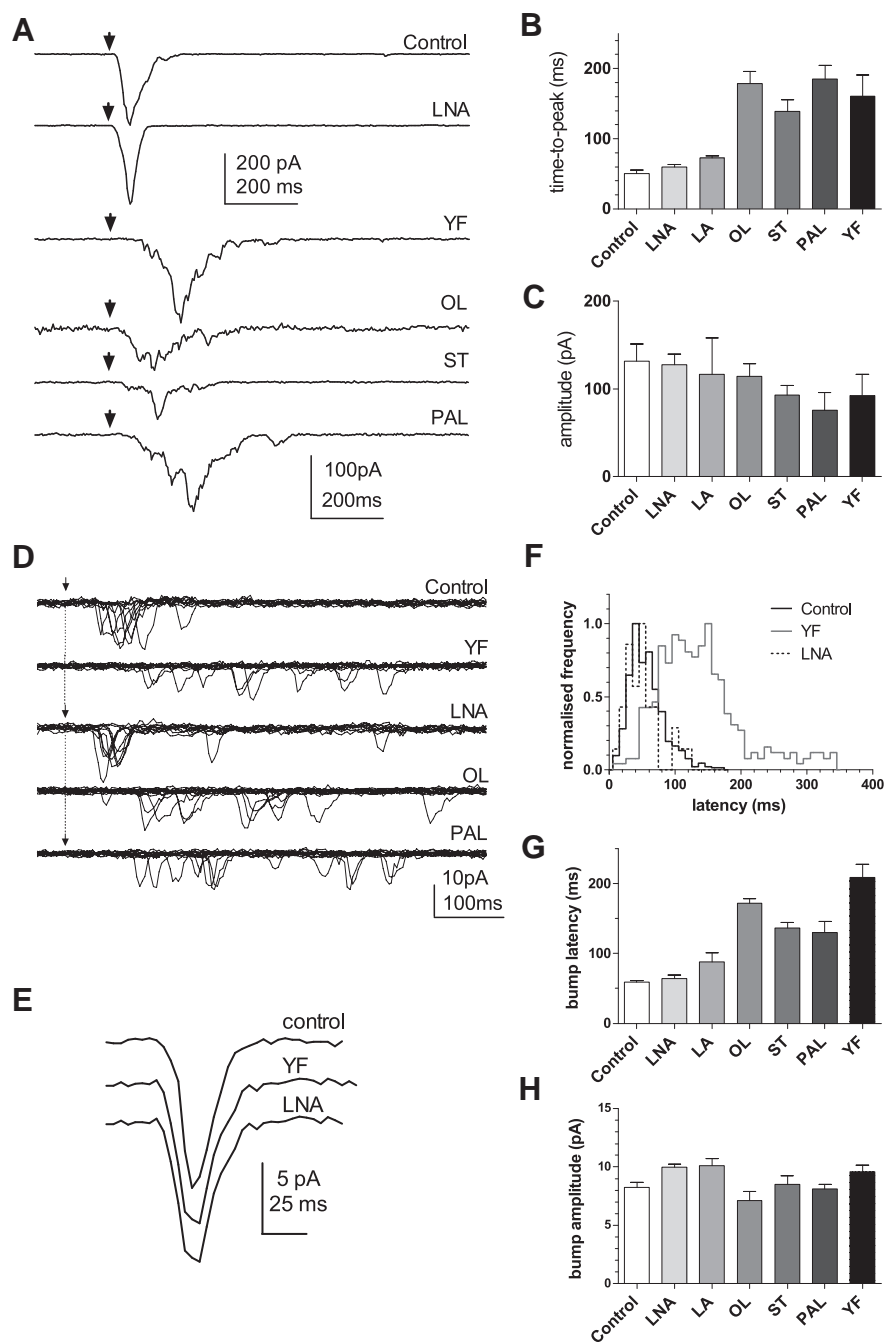 A
Control
LNA
200 pA
200 ms
YF
OL
ST
PAL
100pA
200ms
B
time-to-peak (ms)
200
100
0
Control
LNA
LA
OL
ST
PAL
YF
C
amplitude (pA)
200
100
0
Control
LNA
LA
OL
ST
PAL
YF
D
Control
YF
LNA
OL
PAL
10pA
100ms
E
control
YF
LNA
5 pA
25 ms
F
normalised frequency
1.0
0.5
0.0
0
100
200
300
400
latency (ms)
Control
YF
LNA
G
bump latency (ms)
200
100
0
Control
LNA
LA
OL
ST
PAL
YF
H
bump amplitude (pA)
15
10
5
0
Control
LNA
LA
OL
ST
PAL
YF